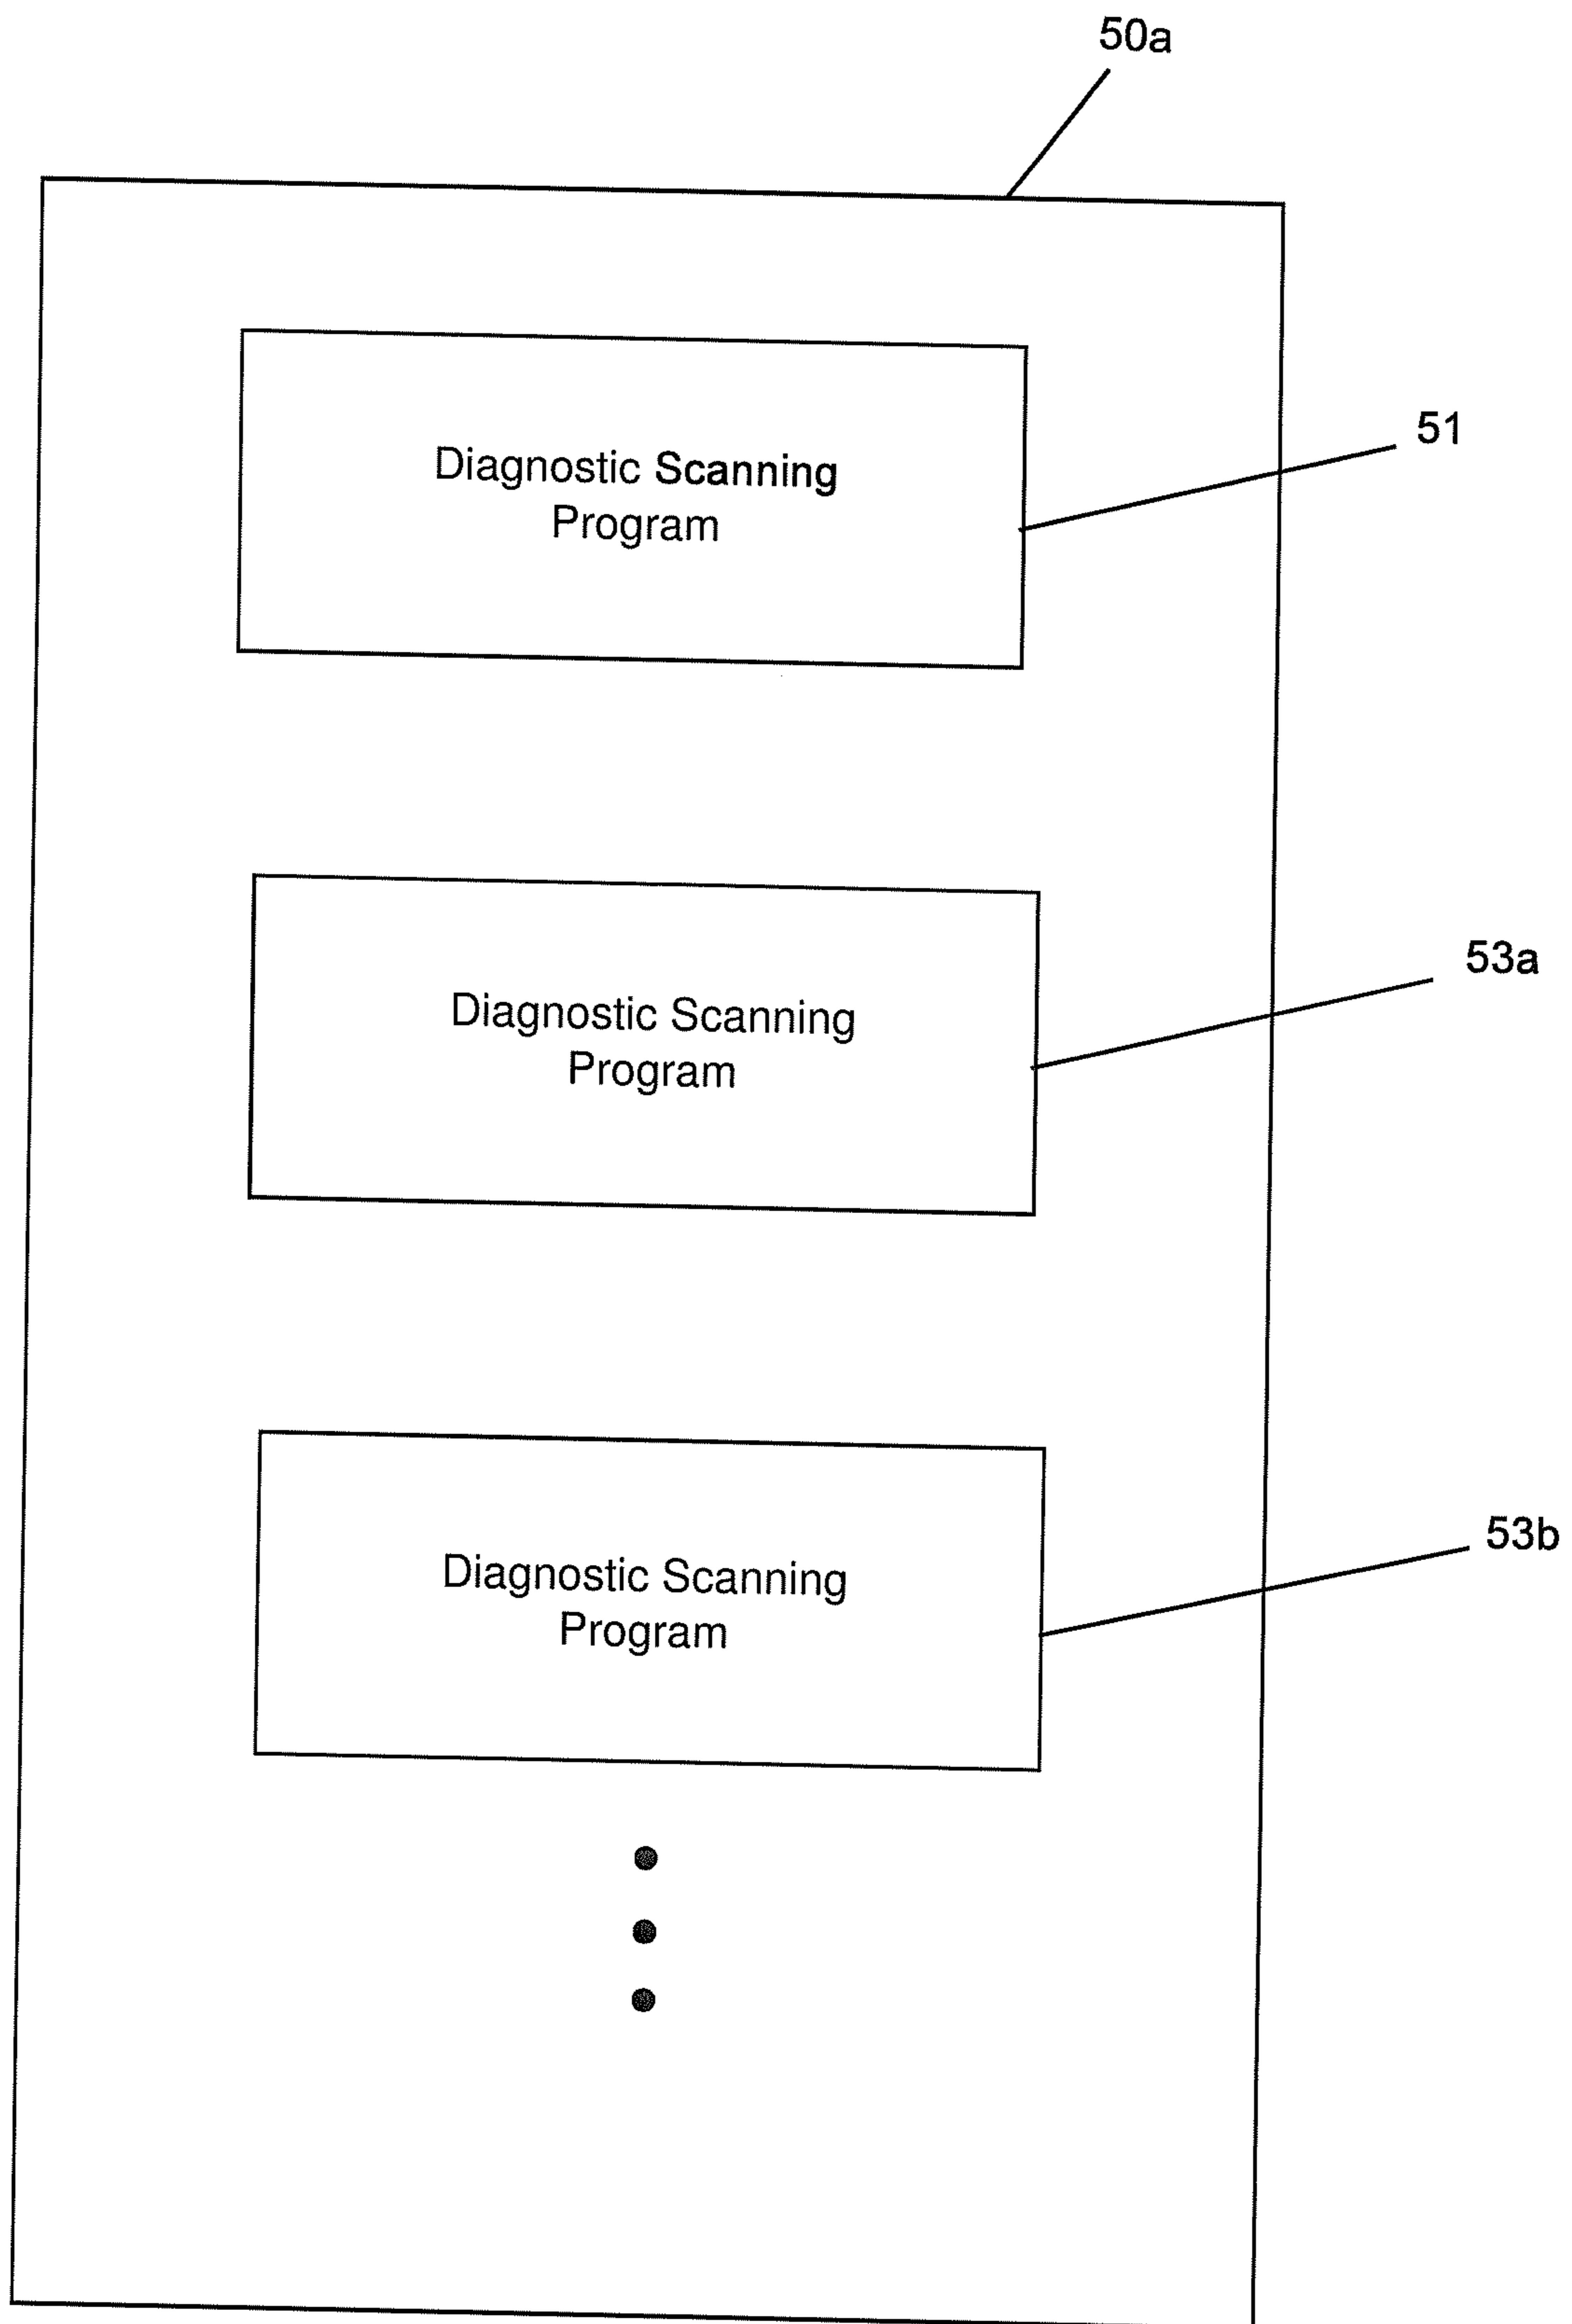 50a
Diagnostic Scanning
Program
51
Diagnostic Scanning
Program
53a
Diagnostic Scanning
Program
53b